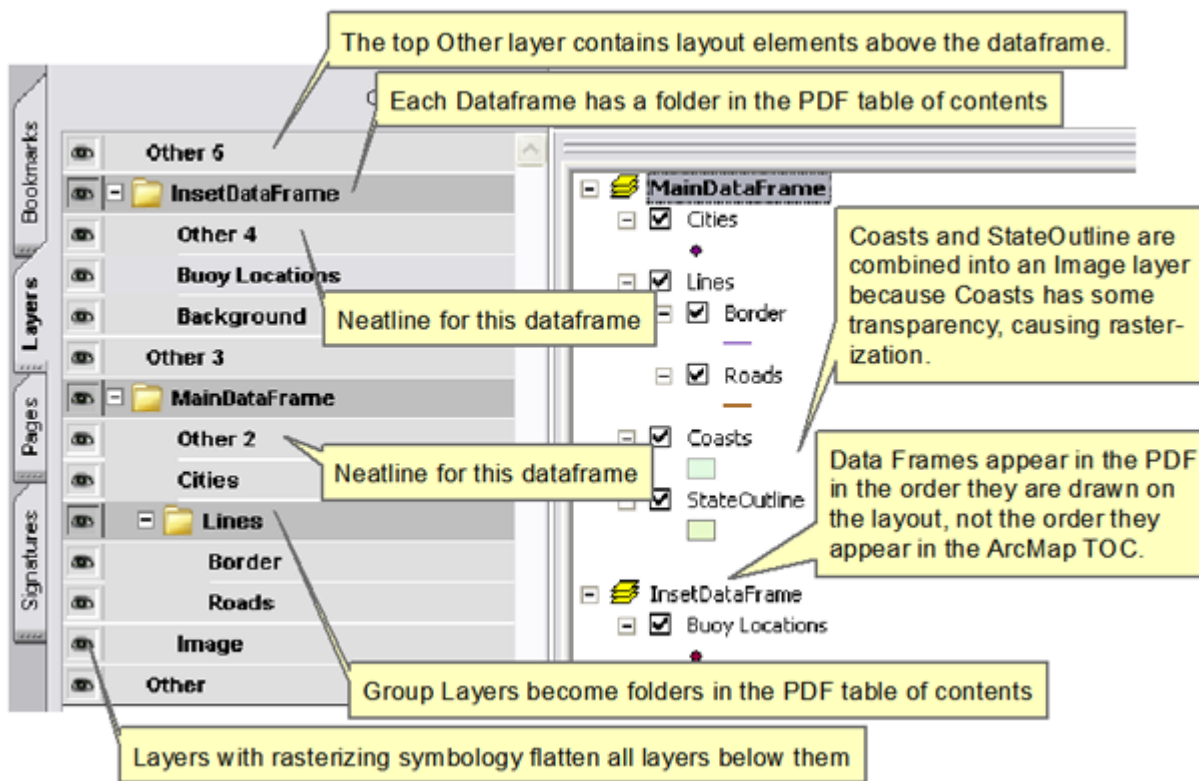 The top Other layer contains layout elements above the dataframe.
Each Dataframe has a folder in the PDF table of contents
Bookmarks
Layers
Pages
Signatures
Other 5
InsetDataFrame
Other 4
Buoy Locations
Background
Neatline for this dataframe
Other 3
MainDataFrame
Other 2
Neatline for this dataframe
Cities
Lines
Border
Roads
Image
Other
Group Layers become folders in the PDF table of contents
Layers with rasterizing symbology flatten all layers below them
MainDataFrame
Cities
Lines
Border
Roads
Coasts
StateOutline
InsetDataFrame
Buoy Locations
Coasts and StateOutline are
combined into an Image layer
because Coasts has some
transparency, causing raster-
ization.
Data Frames appear in the PDF
in the order they are drawn on
the layout, not the order they
appear in the ArcMap TOC.